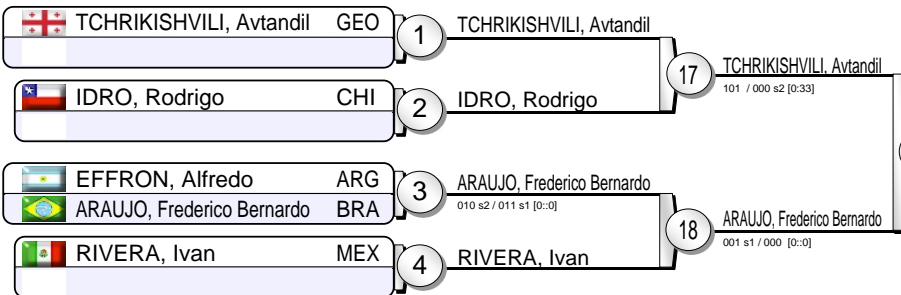 TCHRIKISHVILI, Avtandil GEO
1
TCHRIKISHVILI, Avtandil
IDRO, Rodrigo CHI
2
IDRO, Rodrigo
17
TCHRIKISHVILI, Avtandil
101 / 000 s2 [0:33]
EFFRON, Alfredo ARG
ARAUJO, Frederico Bernardo BRA
3
ARAUJO, Frederico Bernardo
010 s2 / 011 s1 [0::0]
RIVERA, Ivan MEX
4
RIVERA, Ivan
18
ARAUJO, Frederico Bernardo
001 s1 / 000 [0::0]